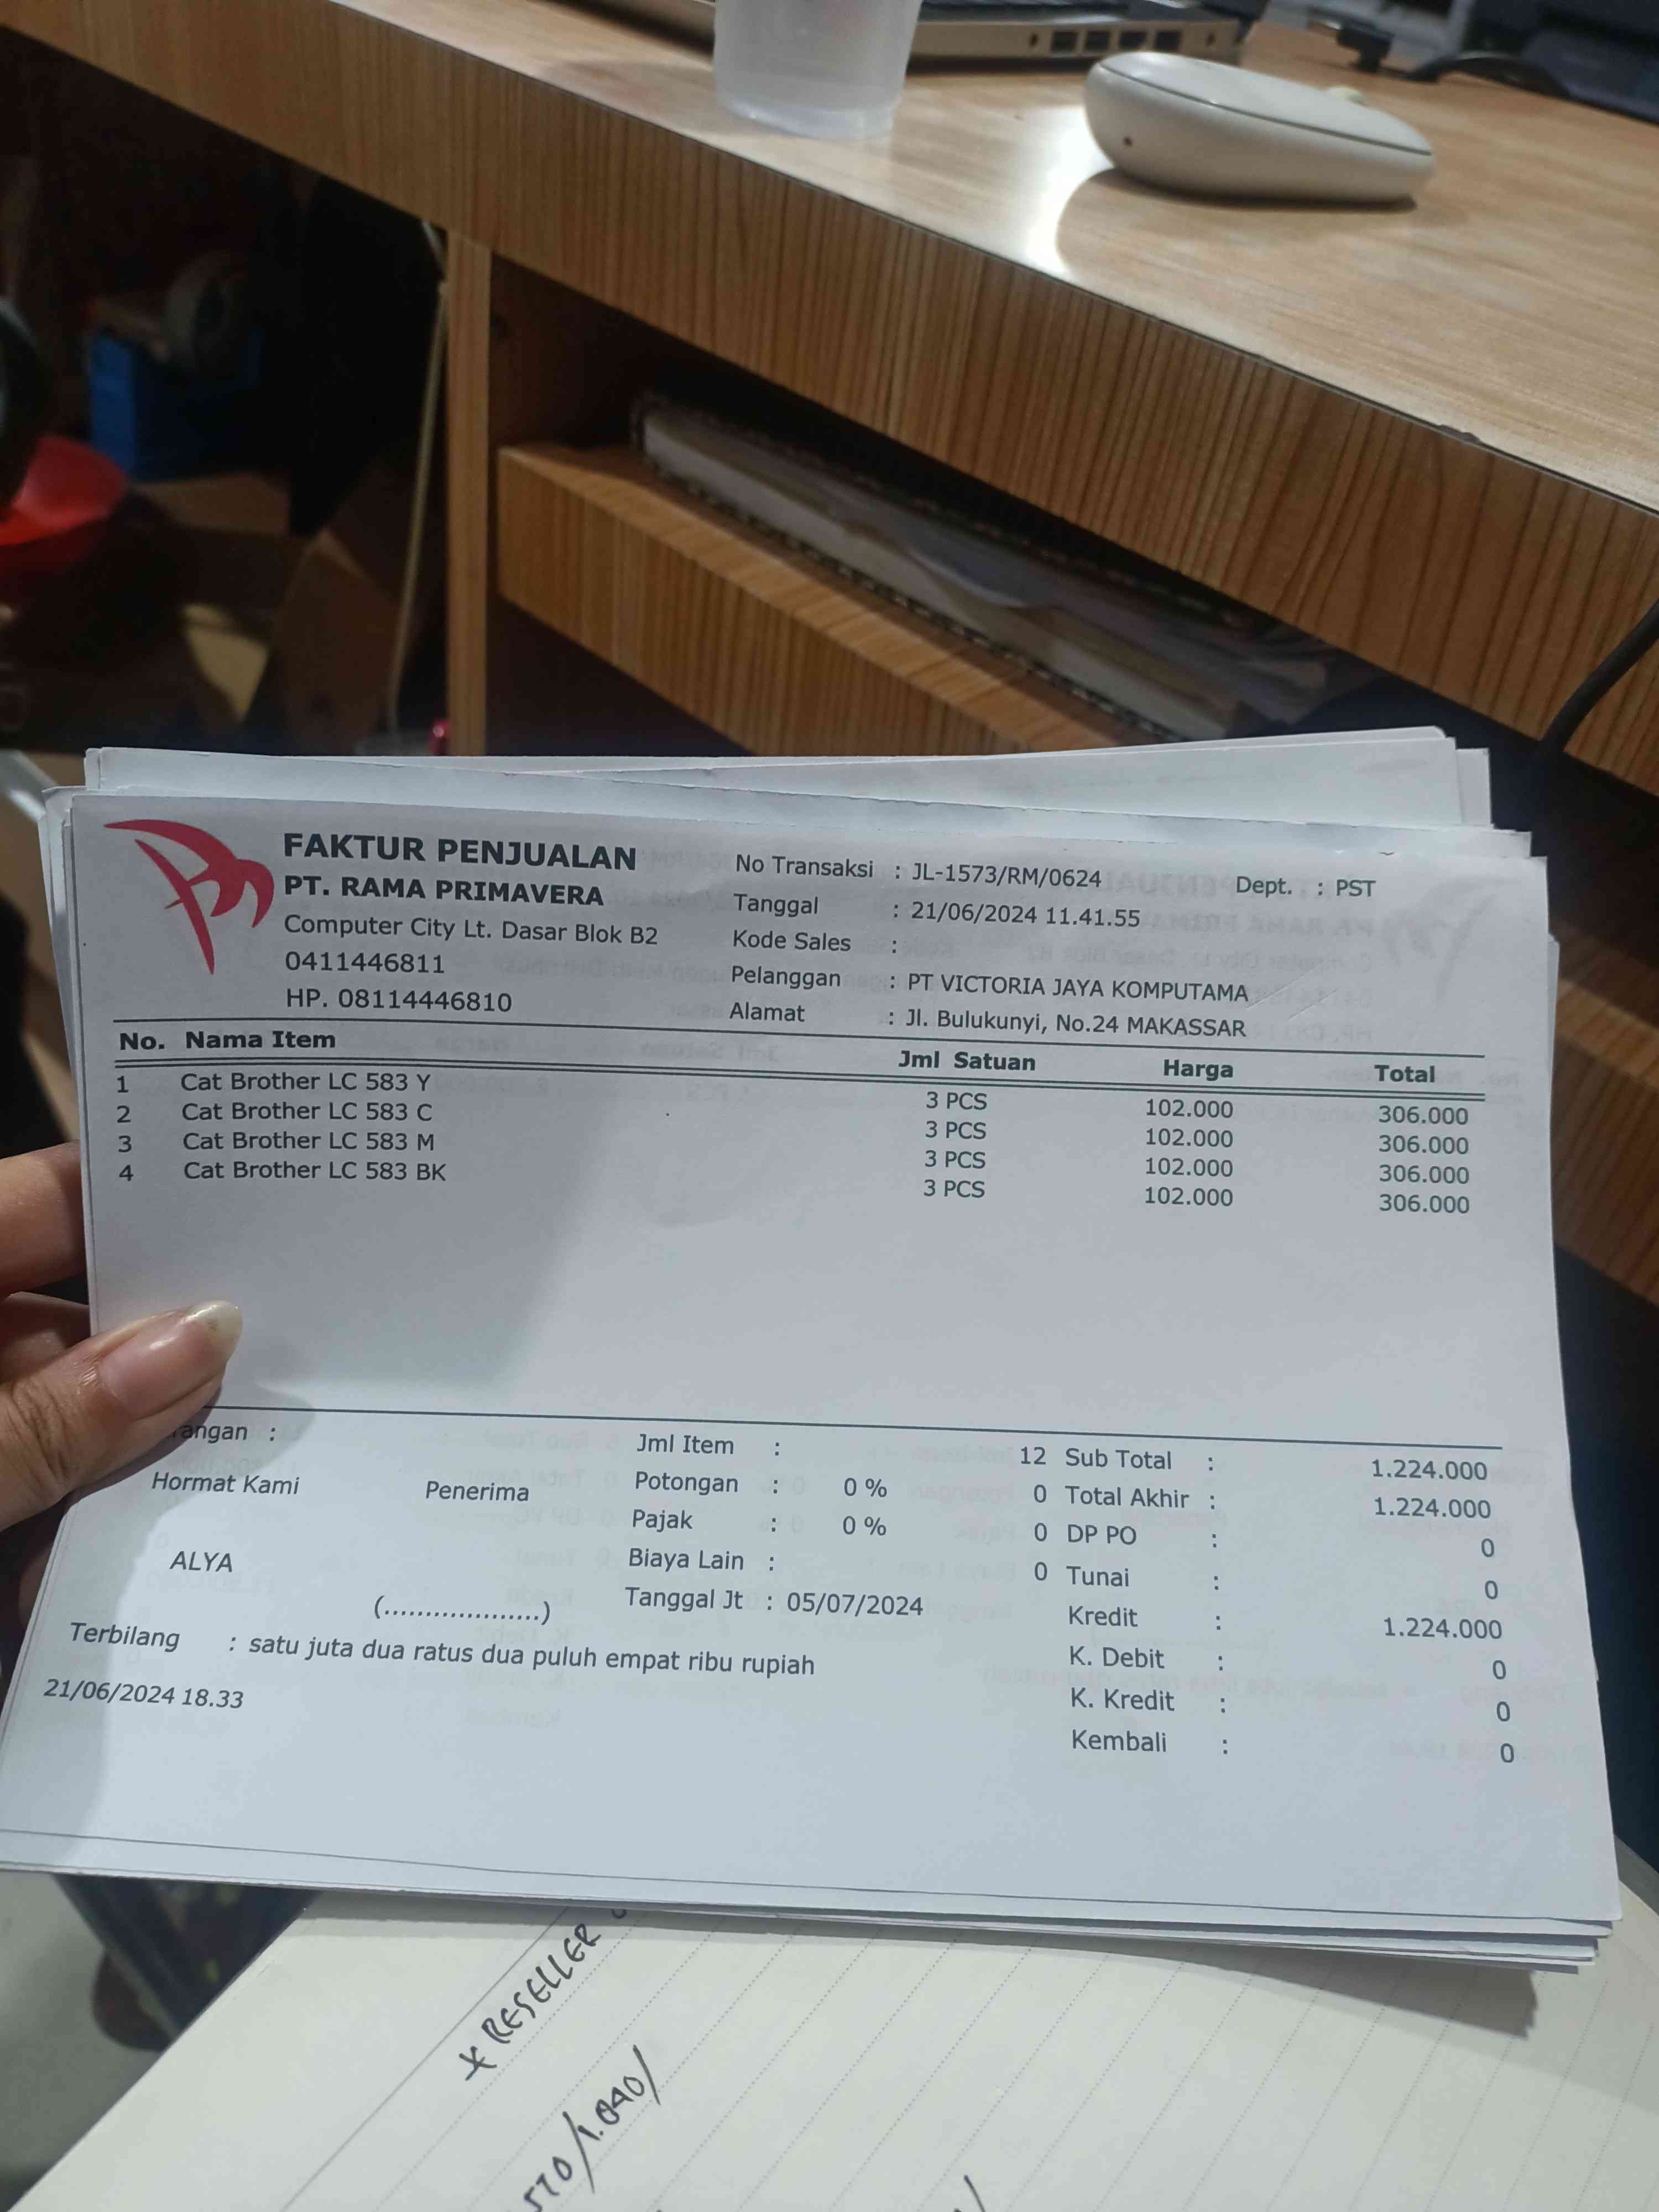 FAKTUR PENJUALAN
PT. RAMA PRIMAVERA
Computer City Lt. Dasar Blok B2
0411446811
HP. 08114446810
No Transaksi : JL-1573/RM/0624 Dept. : PST
Tanggal : 21/06/2024 11.41.55
Kode Sales :
Pelanggan : PT VICTORIA JAYA KOMPUTAMA
Alamat : Jl. Bulukunyi, No.24 MAKASSAR
No. Nama Item Jml Satuan Harga Total
1 Cat Brother LC 583 Y 3 PCS 102.000 306.000
2 Cat Brother LC 583 C 3 PCS 102.000 306.000
3 Cat Brother LC 583 M 3 PCS 102.000 306.000
4 Cat Brother LC 583 BK 3 PCS 102.000 306.000
rangan :
Hormat Kami Penerima
ALYA
(...................)
Jml Item : 12
Potongan : 0 % 0
Pajak : 0 % 0
Biaya Lain : 0
Tanggal Jt : 05/07/2024
Sub Total : 1.224.000
Total Akhir : 1.224.000
DP PO : 0
Tunai : 0
Kredit : 1.224.000
K. Debit : 0
K. Kredit : 0
Kembali : 0
Terbilang : satu juta dua ratus dua puluh empat ribu rupiah
21/06/2024 18.33
* RESELLER
570/1.040/